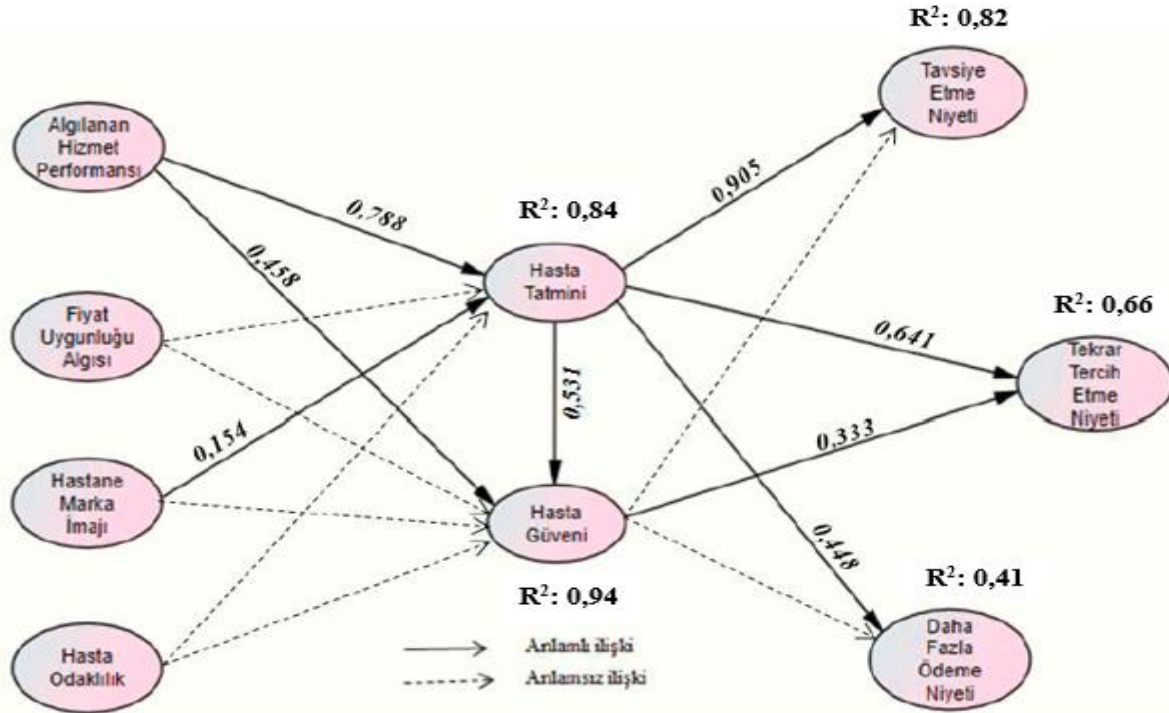 R²: 0,82
Tavsiye
Etme
Niyeti
Algılanan
Hizmet
Performansı
0,905
0,788
R²: 0,84
0,458
Hasta
Tatmini
R²: 0,66
Fiyat
Uygunluğu
Algısı
0,641
Tekrar
Tercih
Etme
Niyeti
0,531
0,154
0,333
Hastane
Marka
İmajı
Hasta
Güveni
0,448
R²: 0,41
R²: 0,94
Hasta
Odaklılık
Anlamlı ilişki
Anlamsız ilişki
Daha
Fazla
Ödeme
Niyeti